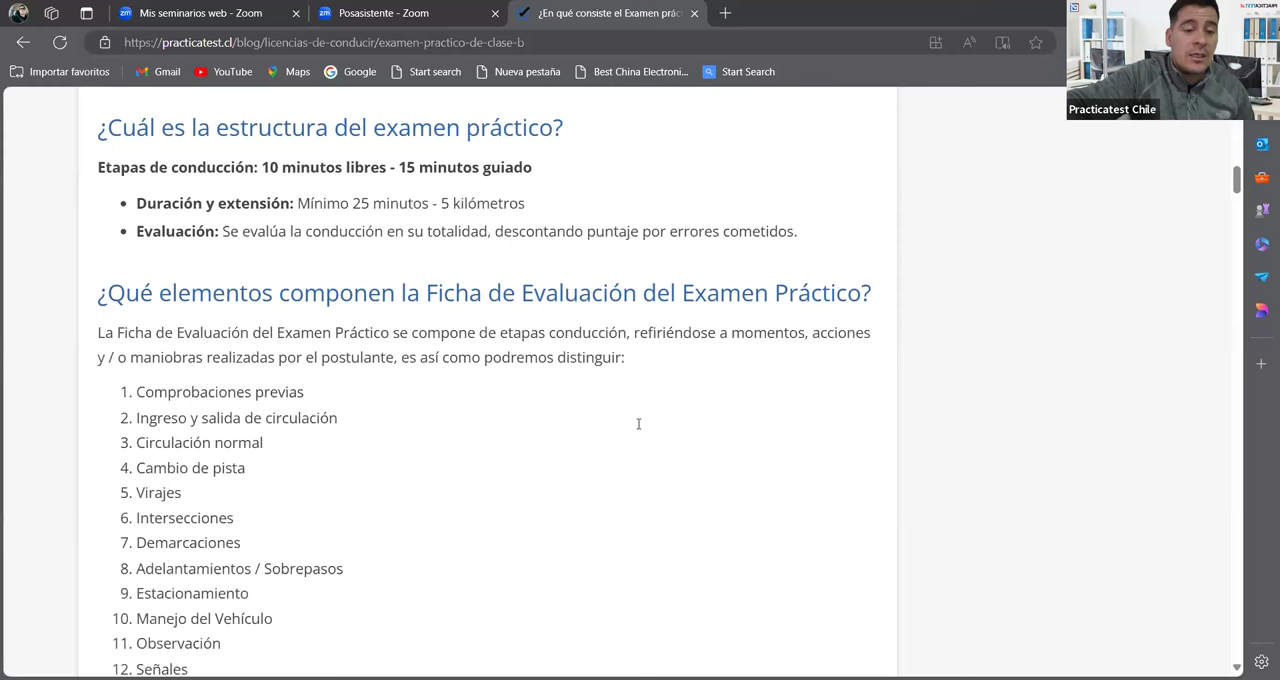 Mis seminarios web - Zoom
Posasistente - Zoom
¿En qué consiste el Examen prác
https://practicatest.cl/blog/licencias-de-conducir/examen-practico-de-clase-b
Importar favoritos
Gmail
YouTube
Maps
Google
Start search
Nueva pestaña
Best China Electroni...
Start Search
Practicatest Chile
¿Cuál es la estructura del examen práctico?
Etapas de conducción: 10 minutos libres - 15 minutos guiado
• Duración y extensión: Mínimo 25 minutos - 5 kilómetros
• Evaluación: Se evalúa la conducción en su totalidad, descontando puntaje por errores cometidos.
¿Qué elementos componen la Ficha de Evaluación del Examen Práctico?
La Ficha de Evaluación del Examen Práctico se compone de etapas conducción, refiriéndose a momentos, acciones
y / o maniobras realizadas por el postulante, es así como podremos distinguir:
1. Comprobaciones previas
2. Ingreso y salida de circulación
3. Circulación normal
4. Cambio de pista
5. Virajes
6. Intersecciones
7. Demarcaciones
8. Adelantamientos / Sobrepasos
9. Estacionamiento
10. Manejo del Vehículo
11. Observación
12. Señales